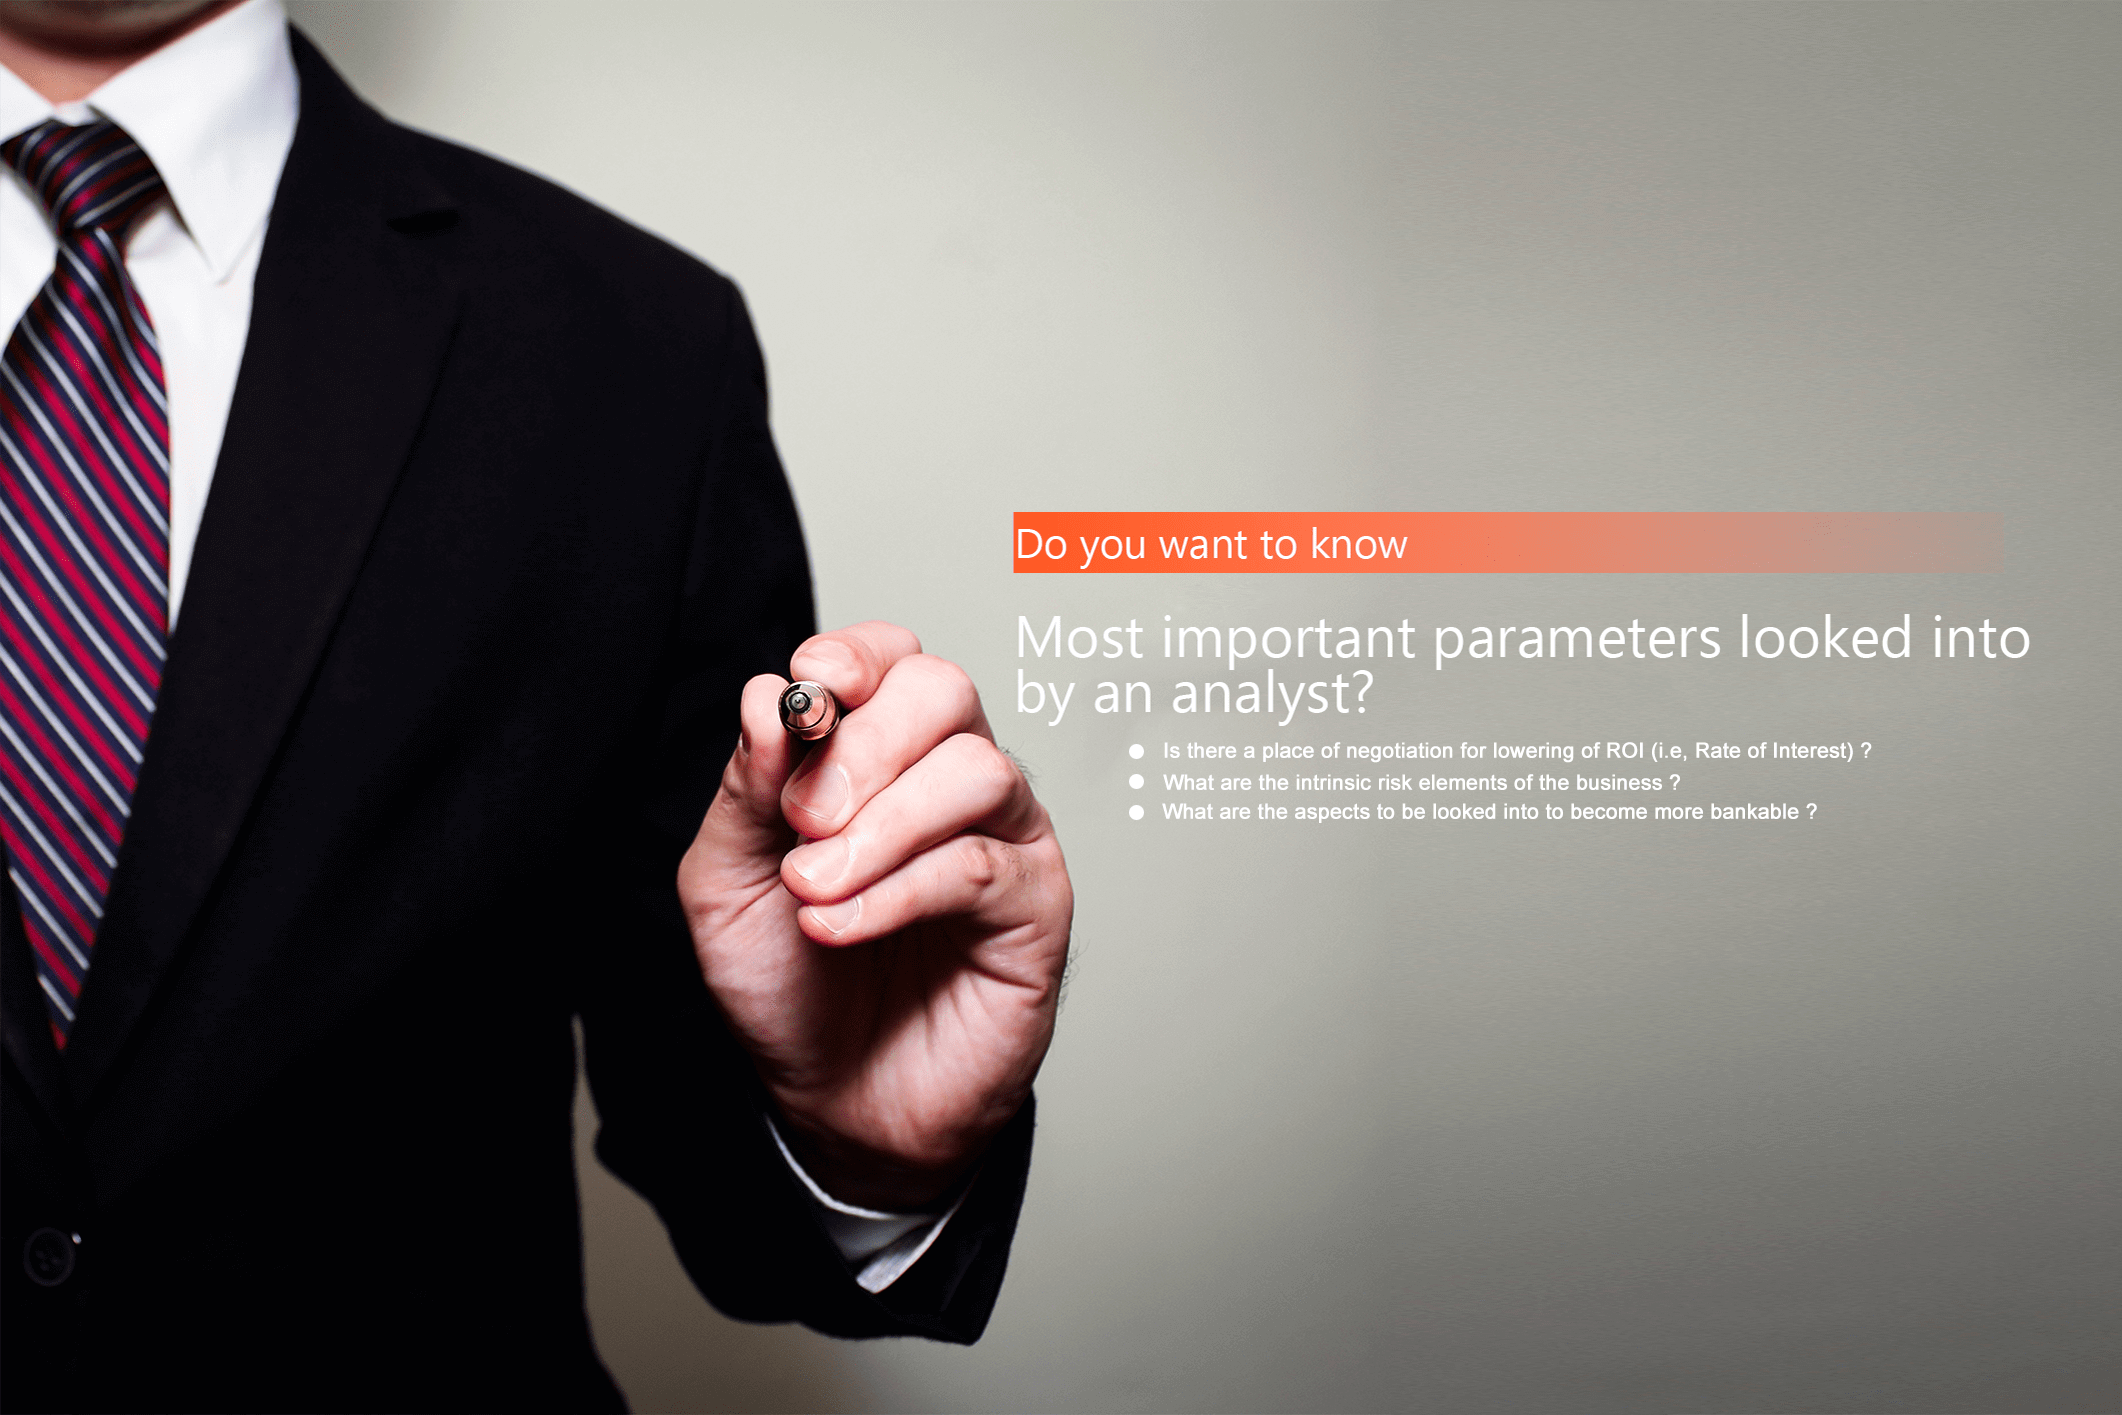 Do you want to know
Most important parameters looked into
by an analyst?
Is there a place of negotiation for lowering of ROI (i.e, Rate of Interest) ?
What are the intrinsic risk elements of the business ?
What are the aspects to be looked into to become more bankable ?